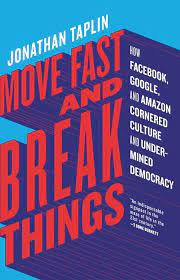 JONATHAN TAPLIN
MOVE FAST
AND
BREAK
THINGS
HOW
FACEBOOK,
GOOGLE,
AND AMAZON
CORNERED
CULTURE
AND UNDER-
MINED
DEMOCRACY